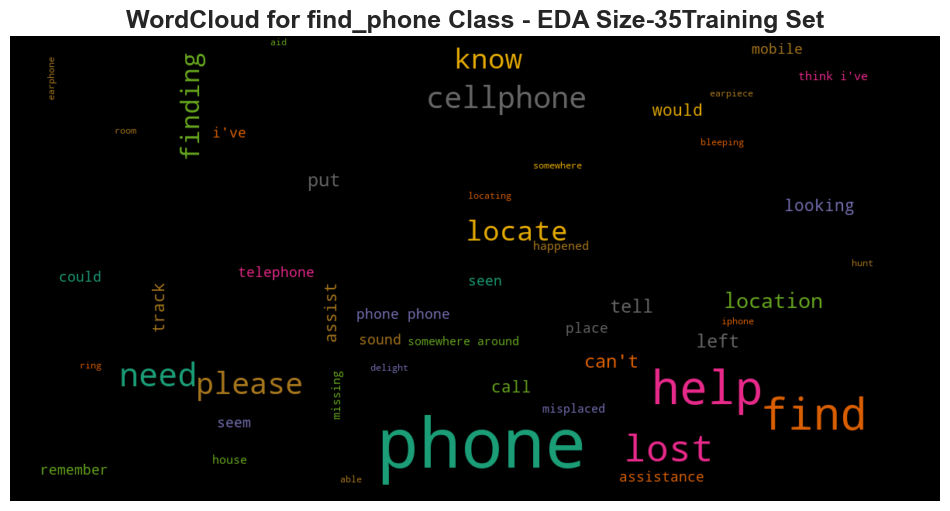 WordCloud for find_phone Class - EDA Size-35Training Set
aid
know
mobile
earphone
finding
think i've
cellphone
earpiece
would
room
i've
bleeping
somewhere
put
locating
looking
locate
happened
hunt
could
telephone
seen
track
assist
location
tell
phone phone
iphone
place
sound
somewhere around
left
can't
ring
delight
need
please
missing
call
help
find
misplaced
seem
phone
lost
house
remember
able
assistance